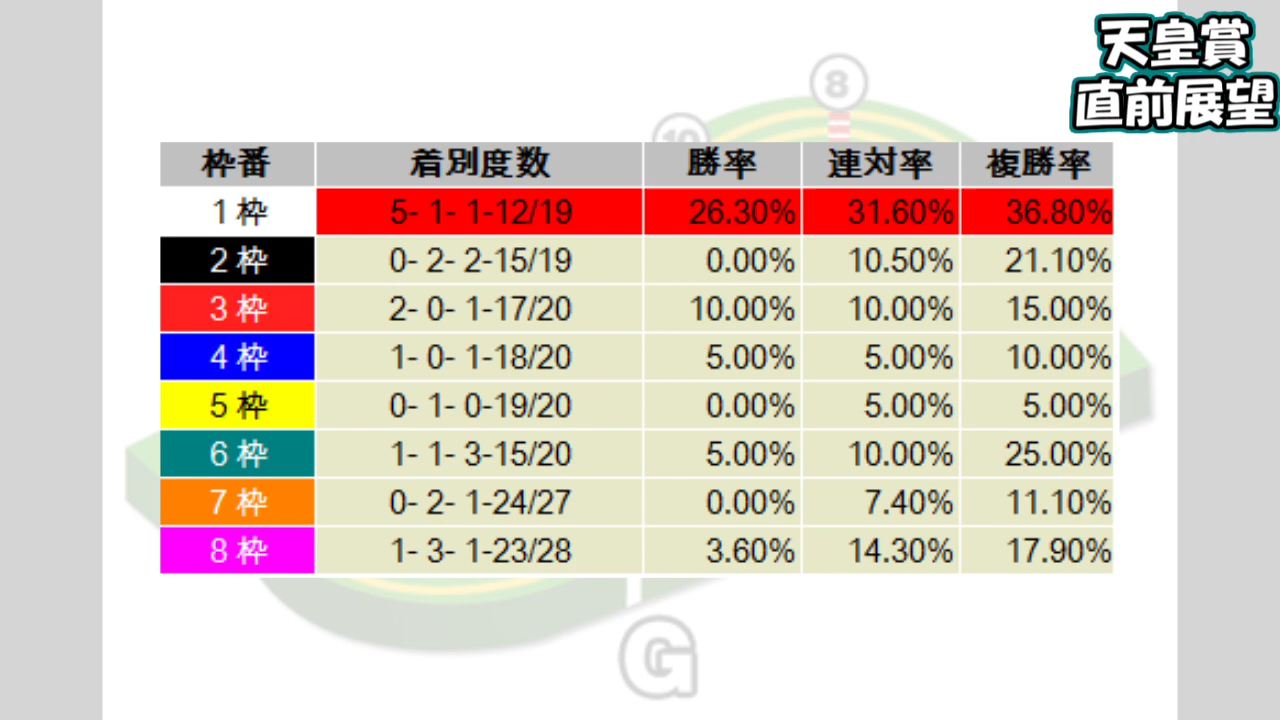 天皇賞
直前展望
8
10
枠番 着別度数 勝率 連対率 複勝率
1枠 5- 1- 1-12/19 26.30% 31.60% 36.80%
2枠 0- 2- 2-15/19 0.00% 10.50% 21.10%
3枠 2- 0- 1-17/20 10.00% 10.00% 15.00%
4枠 1- 0- 1-18/20 5.00% 5.00% 10.00%
5枠 0- 1- 0-19/20 0.00% 5.00% 5.00%
6枠 1- 1- 3-15/20 5.00% 10.00% 25.00%
7枠 0- 2- 1-24/27 0.00% 7.40% 11.10%
8枠 1- 3- 1-23/28 3.60% 14.30% 17.90%
G